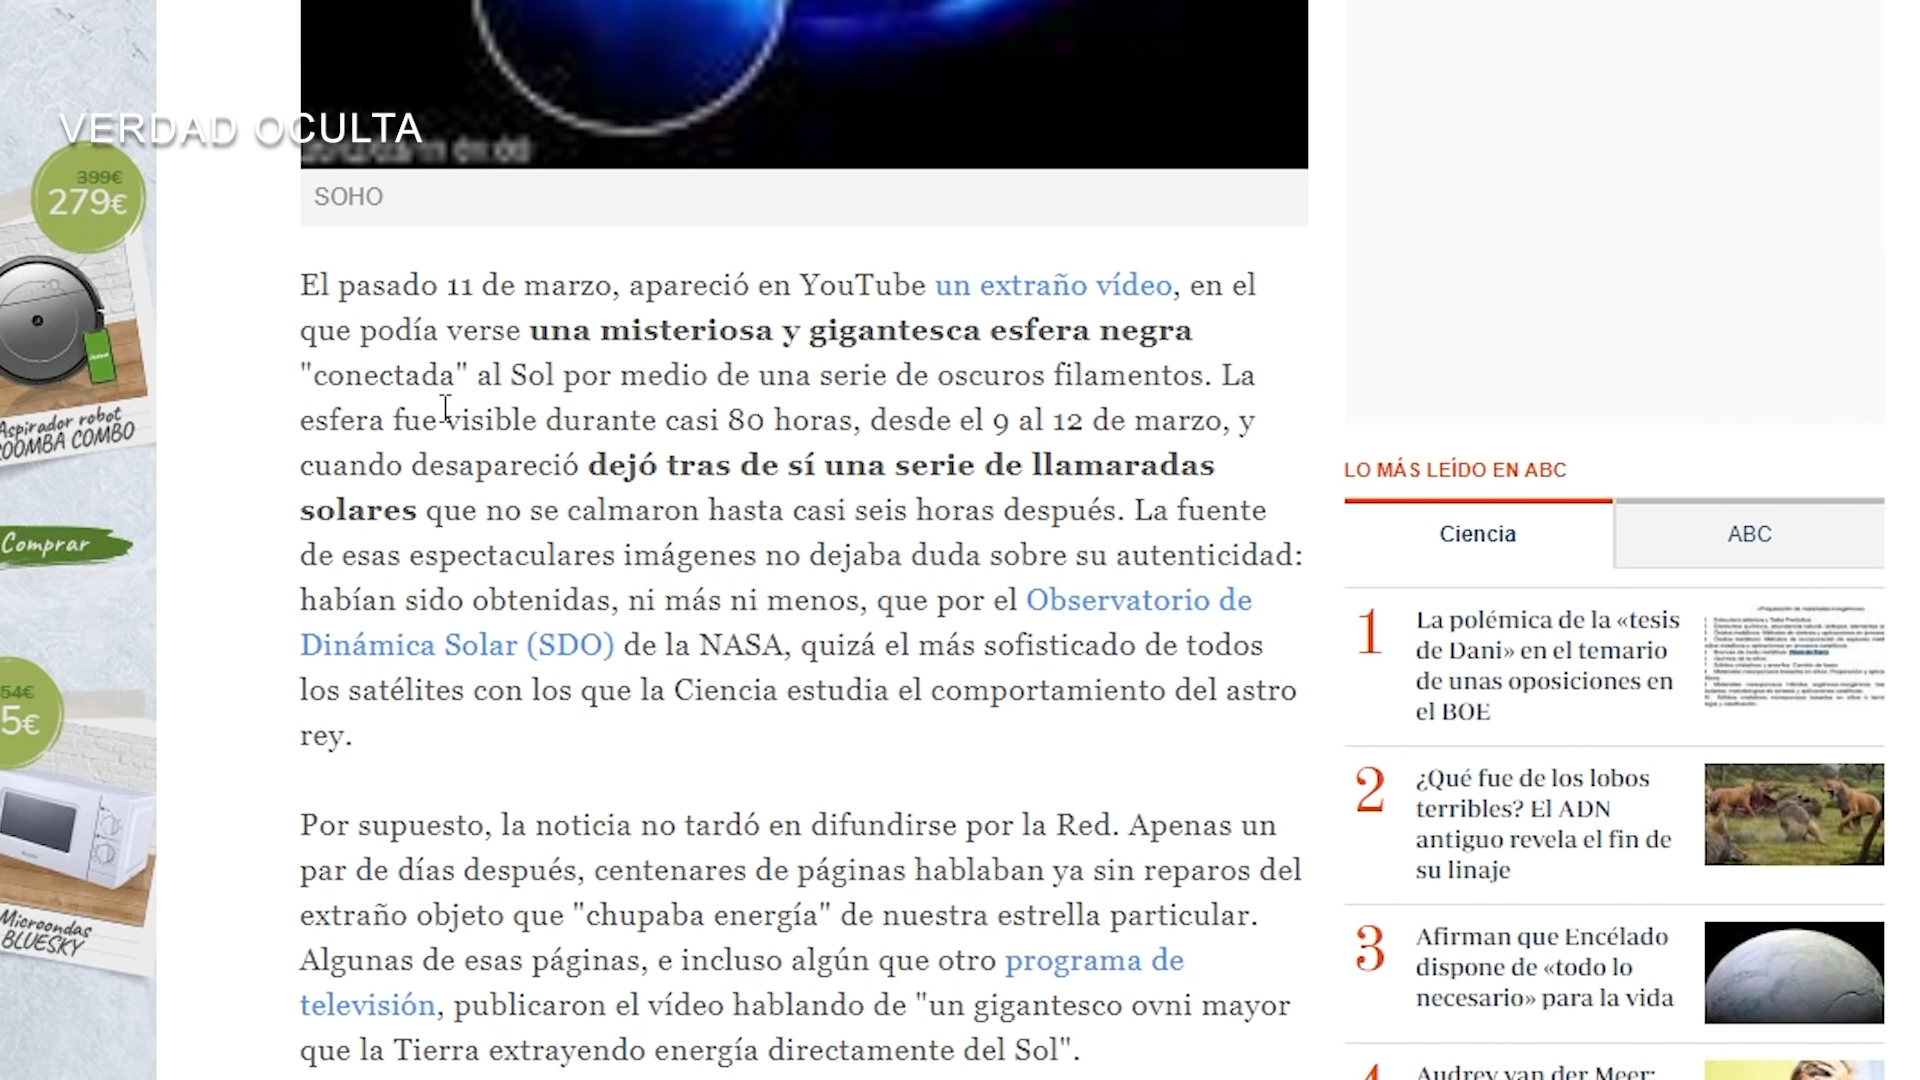 VERDAD OCULTA
399€
279€
Aspirador robot
ROOMBA COMBO
Comprar
54€
5€
Microondas
BLUESKY
SOHO
El pasado 11 de marzo, apareció en YouTube un extraño vídeo, en el
que podía verse una misteriosa y gigantesca esfera negra
"conectada" al Sol por medio de una serie de oscuros filamentos. La
esfera fue visible durante casi 80 horas, desde el 9 al 12 de marzo, y
cuando desapareció dejó tras de sí una serie de llamaradas
solares que no se calmaron hasta casi seis horas después. La fuente
de esas espectaculares imágenes no dejaba duda sobre su autenticidad:
habían sido obtenidas, ni más ni menos, que por el Observatorio de
Dinámica Solar (SDO) de la NASA, quizá el más sofisticado de todos
los satélites con los que la Ciencia estudia el comportamiento del astro
rey.
Por supuesto, la noticia no tardó en difundirse por la Red. Apenas un
par de días después, centenares de páginas hablaban ya sin reparos del
extraño objeto que "chupaba energía" de nuestra estrella particular.
Algunas de esas páginas, e incluso algún que otro programa de
televisión, publicaron el vídeo hablando de "un gigantesco ovni mayor
que la Tierra extrayendo energía directamente del Sol".
LO MÁS LEÍDO EN ABC
Ciencia
ABC
1
La polémica de la «tesis
de Dani» en el temario
de unas oposiciones en
el BOE
2
¿Qué fue de los lobos
terribles? El ADN
antiguo revela el fin de
su linaje
3
Afirman que Encélado
dispone de «todo lo
necesario» para la vida
4
Audrey van der Meer: